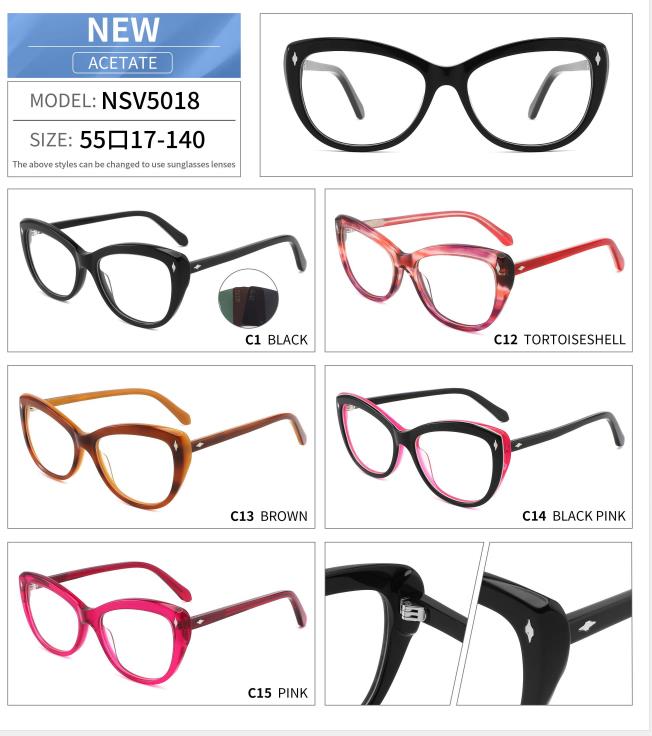 NEW
ACETATE
MODEL: NSV5018
SIZE: 55口17-140
The above styles can be changed to use sunglasses lenses
C1 BLACK
C12 TORTOISESHELL
C13 BROWN
C14 BLACK PINK
C15 PINK